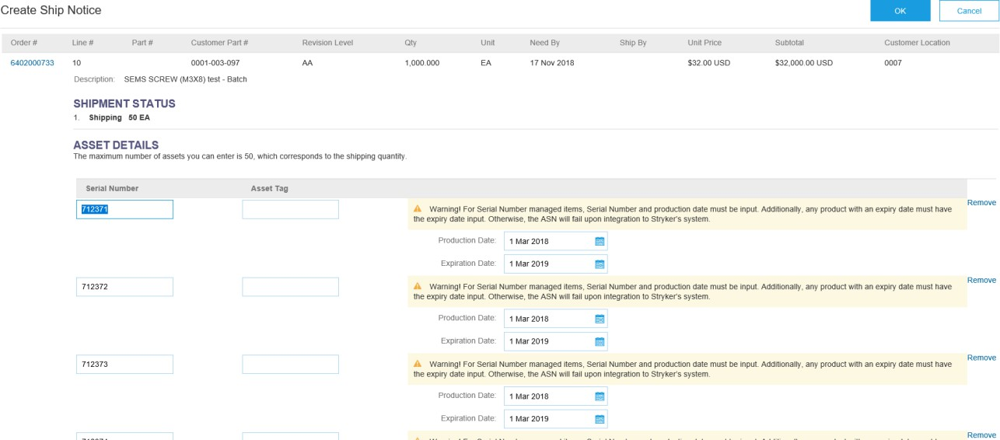 Create Ship Notice
OK
Cancel
Order # Line # Part # Customer Part # Revision Level Qty Unit Need By Ship By Unit Price Subtotal Customer Location
6402000733 10 0001-003-097 AA 1,000.000 EA 17 Nov 2018 $32.00 USD $32,000.00 USD 0007
Description: SEMS SCREW (M3X8) test - Batch
SHIPMENT STATUS
1. Shipping 50 EA
ASSET DETAILS
The maximum number of assets you can enter is 50, which corresponds to the shipping quantity.
Serial Number Asset Tag
712371
Warning! For Serial Number managed items, Serial Number and production date must be input. Additionally, any product with an expiry date must have
the expiry date input. Otherwise, the ASN will fail upon integration to Stryker's system.
Remove
Production Date: 1 Mar 2018
Expiration Date: 1 Mar 2019
712372
Warning! For Serial Number managed items, Serial Number and production date must be input. Additionally, any product with an expiry date must have
the expiry date input. Otherwise, the ASN will fail upon integration to Stryker's system.
Remove
Production Date: 1 Mar 2018
Expiration Date: 1 Mar 2019
712373
Warning! For Serial Number managed items, Serial Number and production date must be input. Additionally, any product with an expiry date must have
the expiry date input. Otherwise, the ASN will fail upon integration to Stryker's system.
Remove
Production Date: 1 Mar 2018
Expiration Date: 1 Mar 2019
Remove